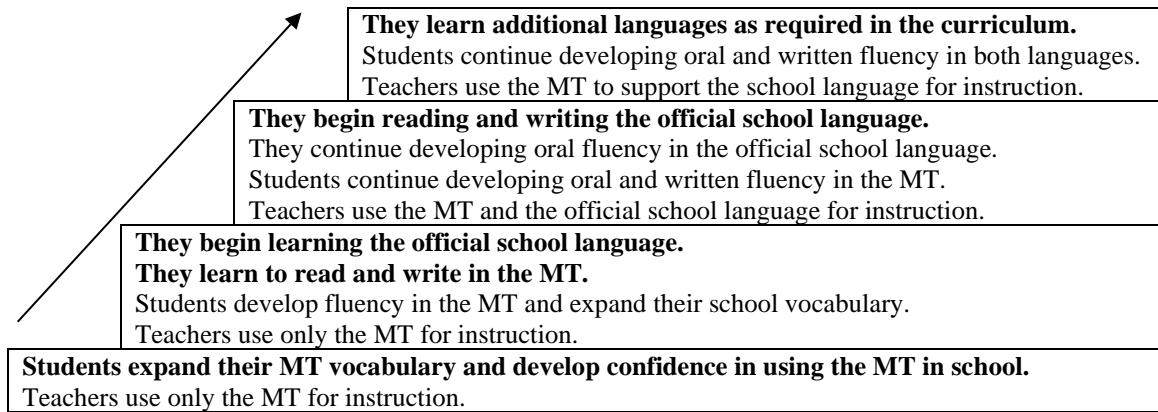 They learn additional languages as required in the curriculum.
Students continue developing oral and written fluency in both languages.
Teachers use the MT to support the school language for instruction.
They begin reading and writing the official school language.
They continue developing oral fluency in the official school language.
Students continue developing oral and written fluency in the MT.
Teachers use the MT and the official school language for instruction.
They begin learning the official school language.
They learn to read and write in the MT.
Students develop fluency in the MT and expand their school vocabulary.
Teachers use only the MT for instruction.
Students expand their MT vocabulary and develop confidence in using the MT in school.
Teachers use only the MT for instruction.